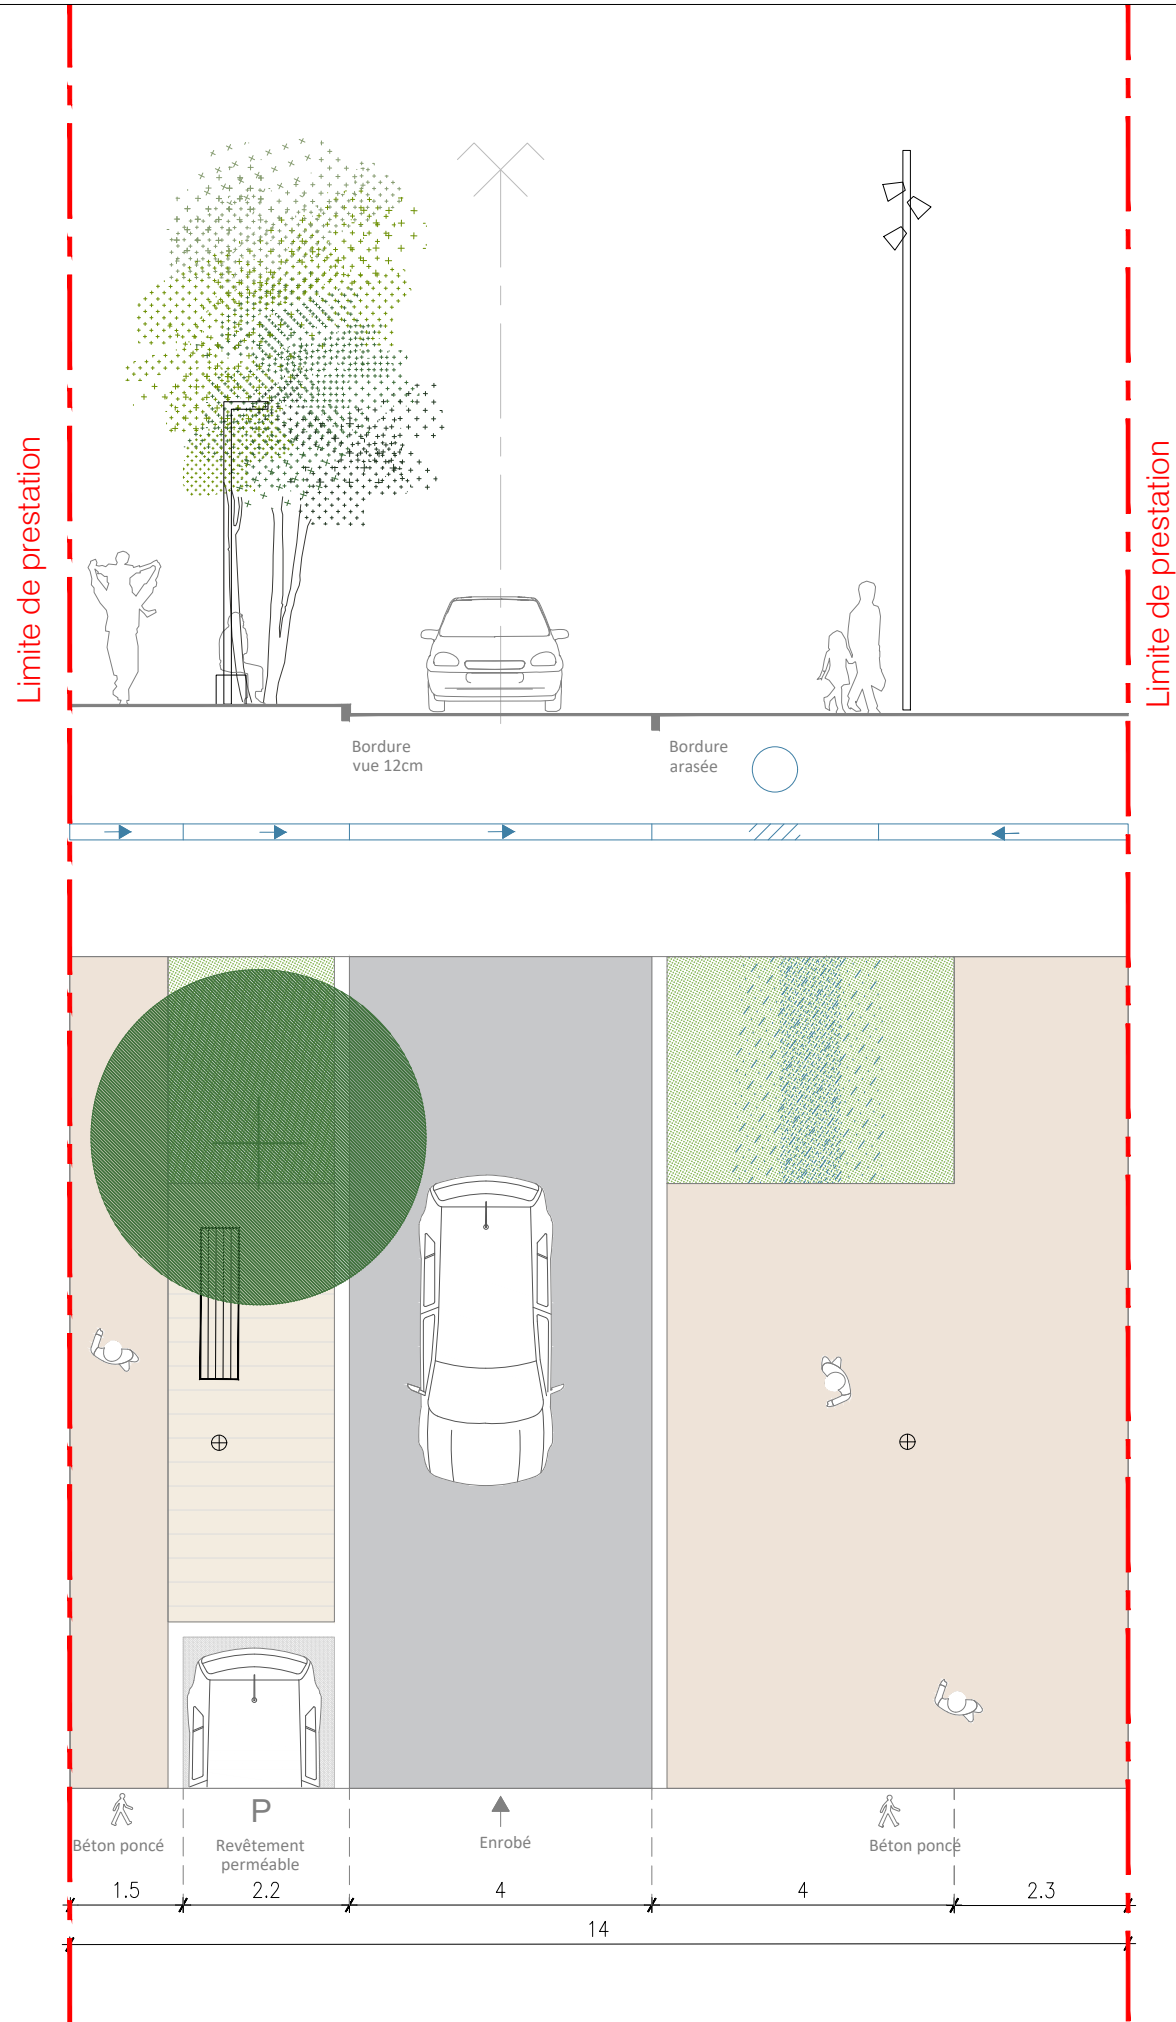 Limite de prestation
Limite de prestation
Bordure
vue 12cm
Bordure
arasée
P
Béton poncé
Revêtement
perméable
Enrobé
Béton poncé
1.5
2.2
4
4
2.3
14